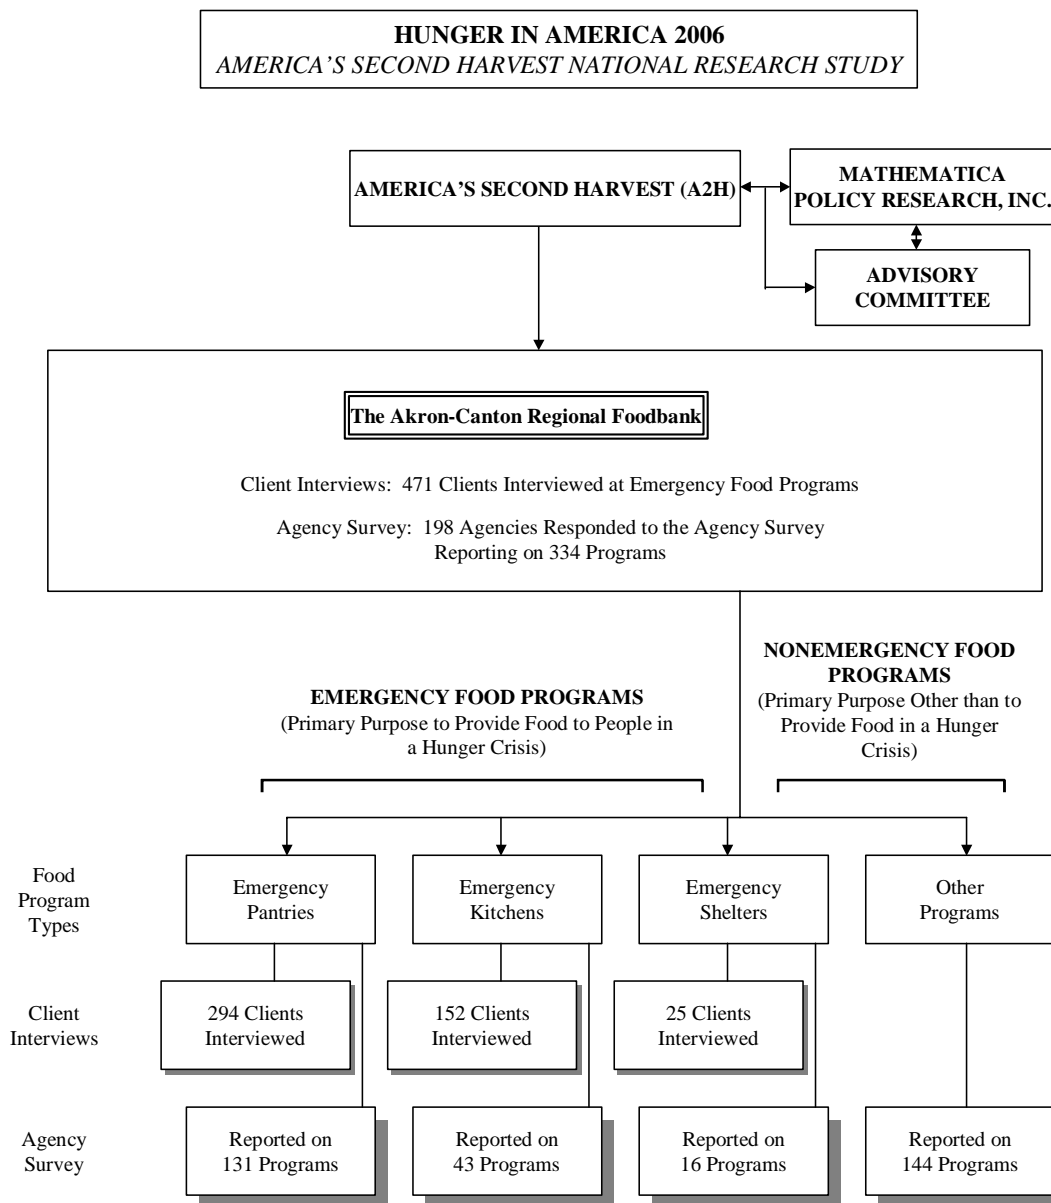 HUNGER IN AMERICA 2006
AMERICA'S SECOND HARVEST NATIONAL RESEARCH STUDY
AMERICA'S SECOND HARVEST (A2H)
MATHEMATICA
POLICY RESEARCH, INC.
ADVISORY
COMMITTEE
The Akron-Canton Regional Foodbank
Client Interviews: 471 Clients Interviewed at Emergency Food Programs
Agency Survey: 198 Agencies Responded to the Agency Survey
Reporting on 334 Programs
EMERGENCY FOOD PROGRAMS
(Primary Purpose to Provide Food to People in
a Hunger Crisis)
NONEMERGENCY FOOD
PROGRAMS
(Primary Purpose Other than to
Provide Food in a Hunger
Crisis)
Food
Program
Types
Emergency
Pantries
Emergency
Kitchens
Emergency
Shelters
Other
Programs
Client
Interviews
294 Clients
Interviewed
152 Clients
Interviewed
25 Clients
Interviewed
Agency
Survey
Reported on
131 Programs
Reported on
43 Programs
Reported on
16 Programs
Reported on
144 Programs